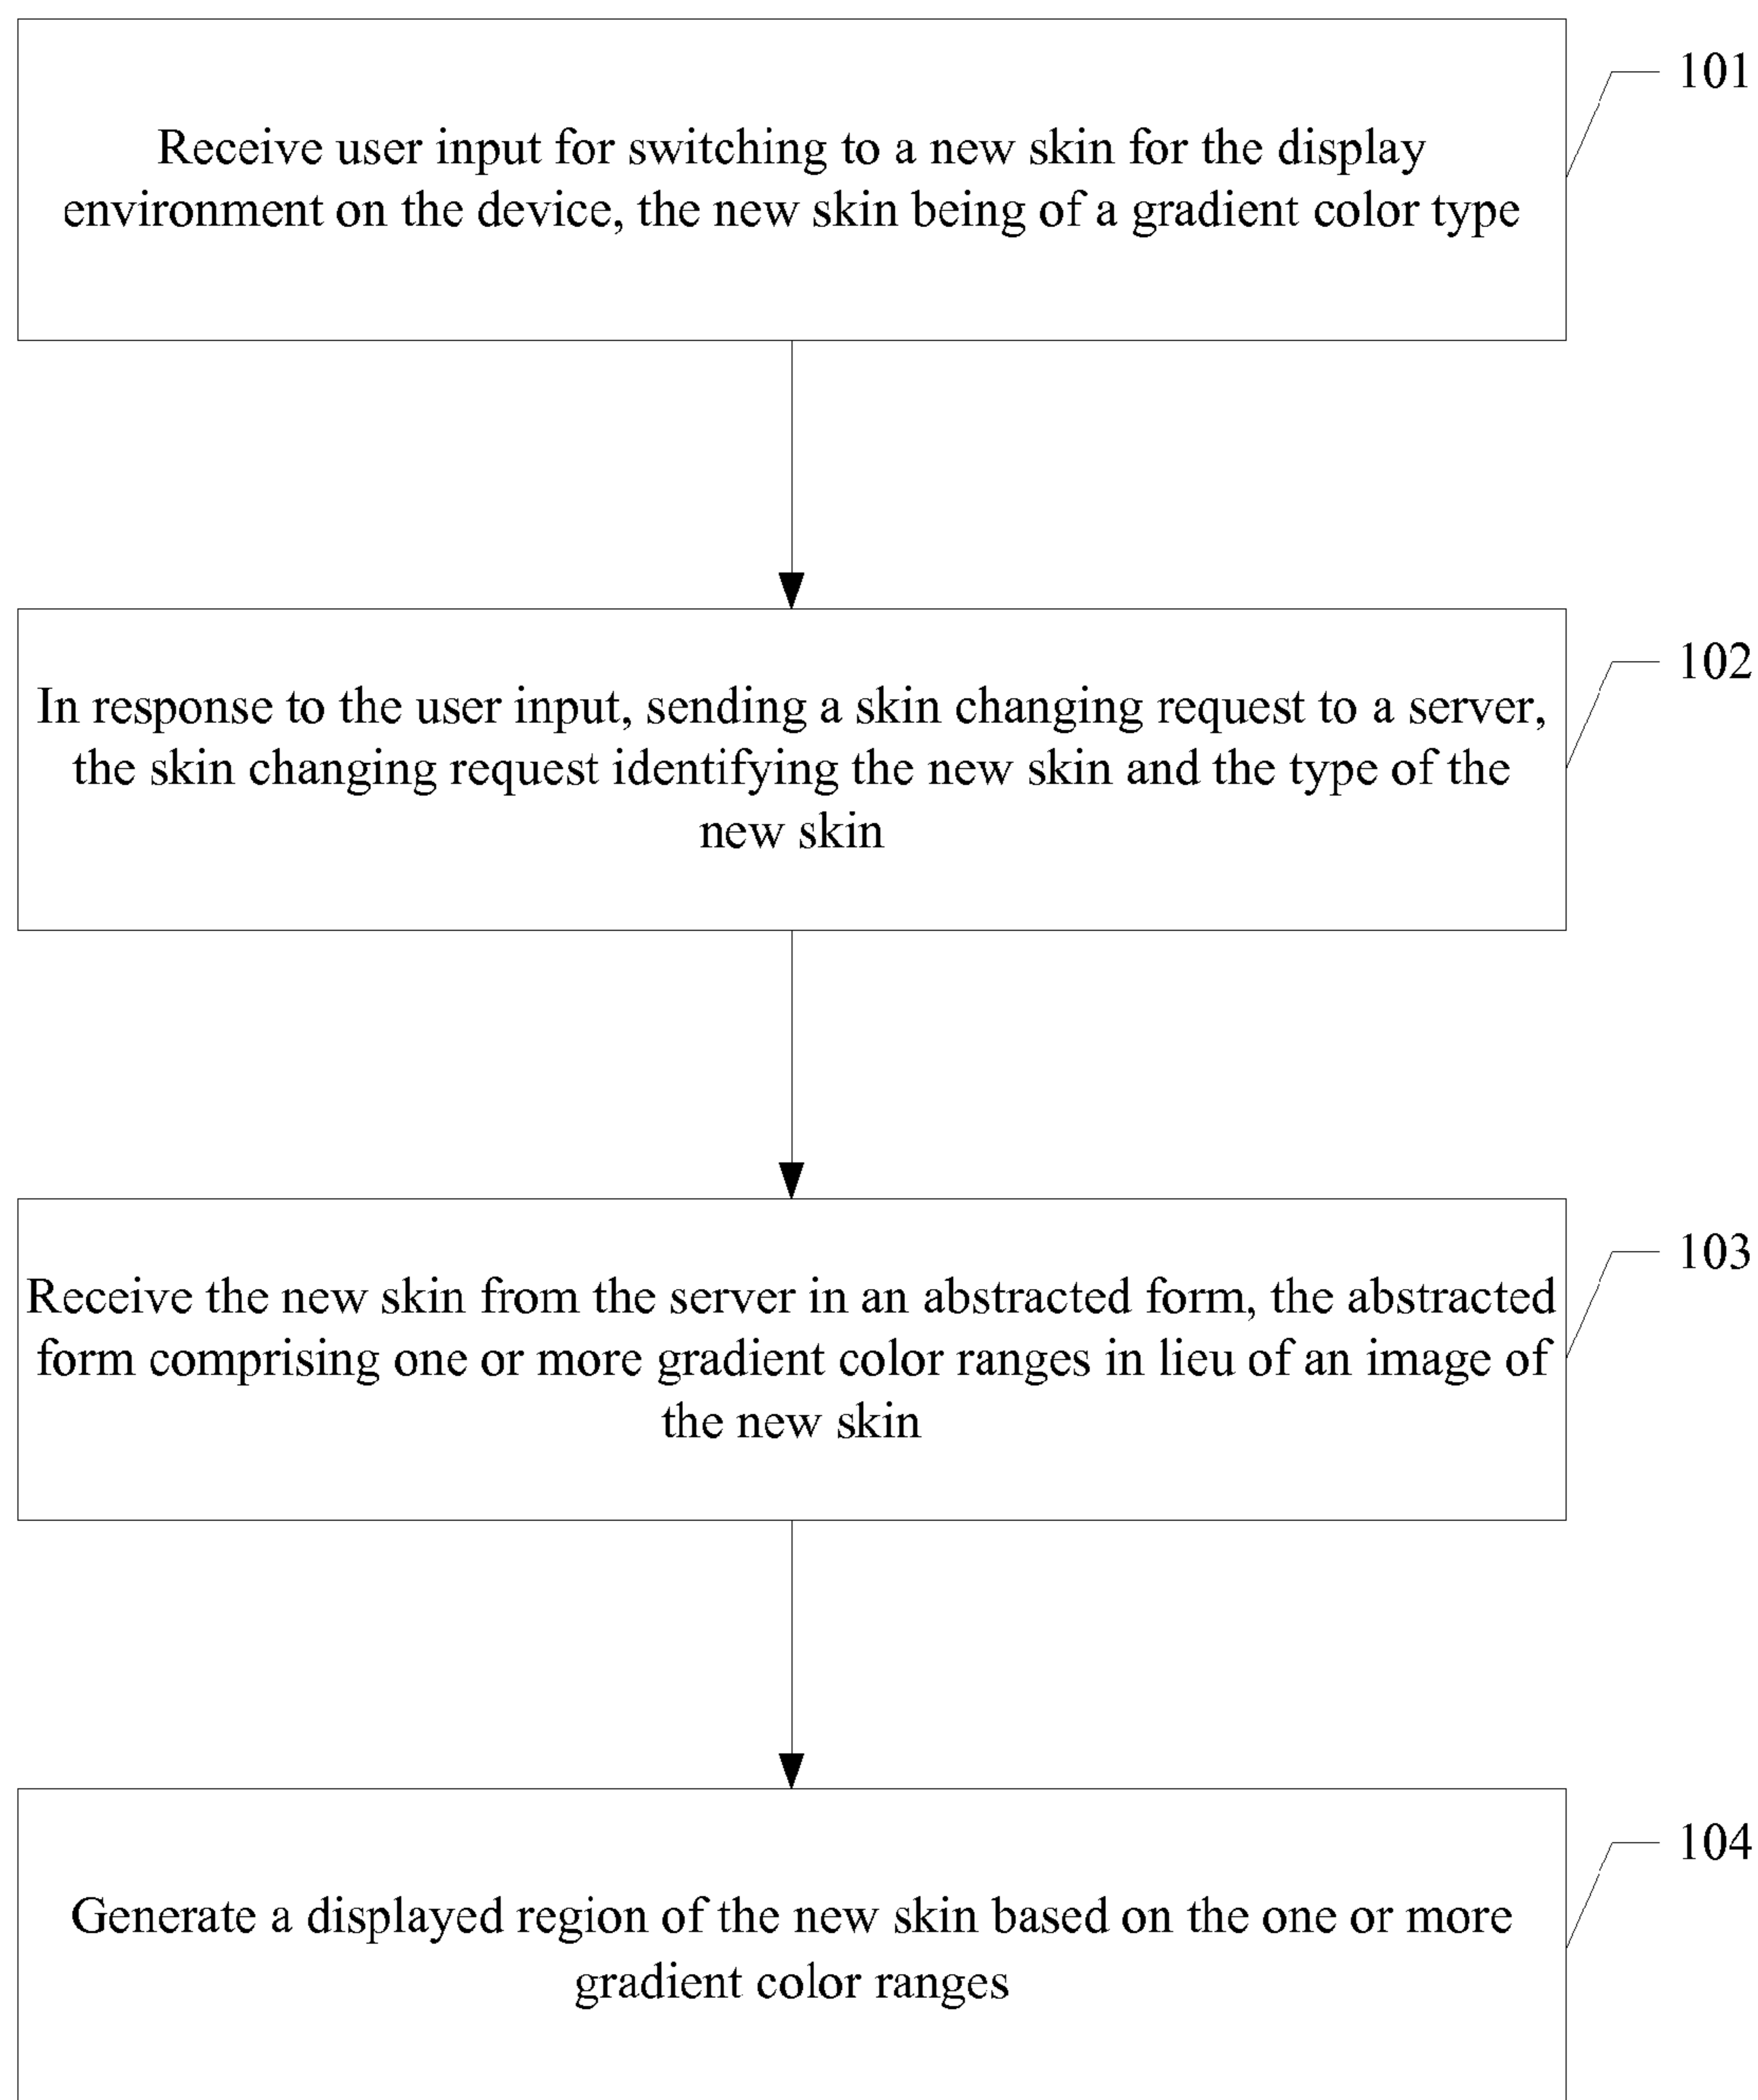 101
Receive user input for switching to a new skin for the display
environment on the device, the new skin being of a gradient color type
102
In response to the user input, sending a skin changing request to a server,
the skin changing request identifying the new skin and the type of the
new skin
103
Receive the new skin from the server in an abstracted form, the abstracted
form comprising one or more gradient color ranges in lieu of an image of
the new skin
104
Generate a displayed region of the new skin based on the one or more
gradient color ranges